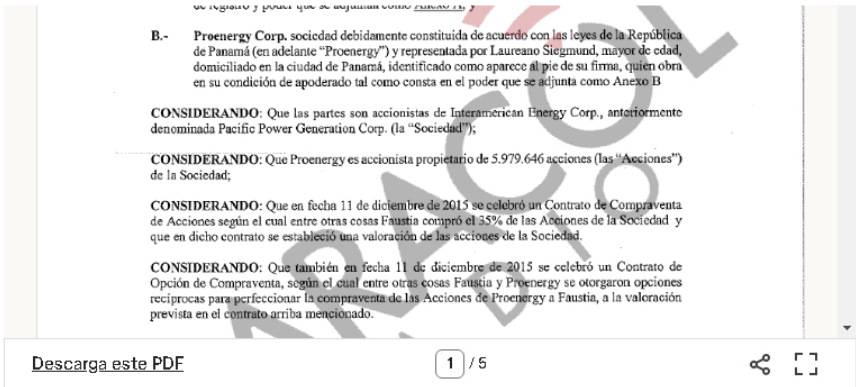 de registro y poder que se adjuntan como Anexo A, y
B.- Proenergy Corp. sociedad debidamente constituida de acuerdo con las leyes de la República
de Panamá (en adelante “Proenergy”) y representada por Laureano Siegmund, mayor de edad,
domiciliado en la ciudad de Panamá, identificado como aparece al pie de su firma, quien obra
en su condición de apoderado tal como consta en el poder que se adjunta como Anexo B
CONSIDERANDO: Que las partes son accionistas de Interamerican Energy Corp., anteriormente
denominada Pacific Power Generation Corp. (la “Sociedad”);
CONSIDERANDO: Que Proenergy es accionista propietario de 5.979.646 acciones (las “Acciones”)
de la Sociedad;
CONSIDERANDO: Que en fecha 11 de diciembre de 2015 se celebró un Contrato de Compraventa
de Acciones según el cual entre otras cosas Faustia compró el 35% de las Acciones de la Sociedad y
que en dicho contrato se estableció una valoración de las acciones de la Sociedad.
CONSIDERANDO: Que también en fecha 11 de diciembre de 2015 se celebró un Contrato de
Opción de Compraventa, según el cual entre otras cosas Faustia y Proenergy se otorgaron opciones
recíprocas para perfeccionar la compraventa de las Acciones de Proenergy a Faustia, a la valoración
prevista en el contrato arriba mencionado.
ARACOL
DIO
Descarga este PDF
1 / 5